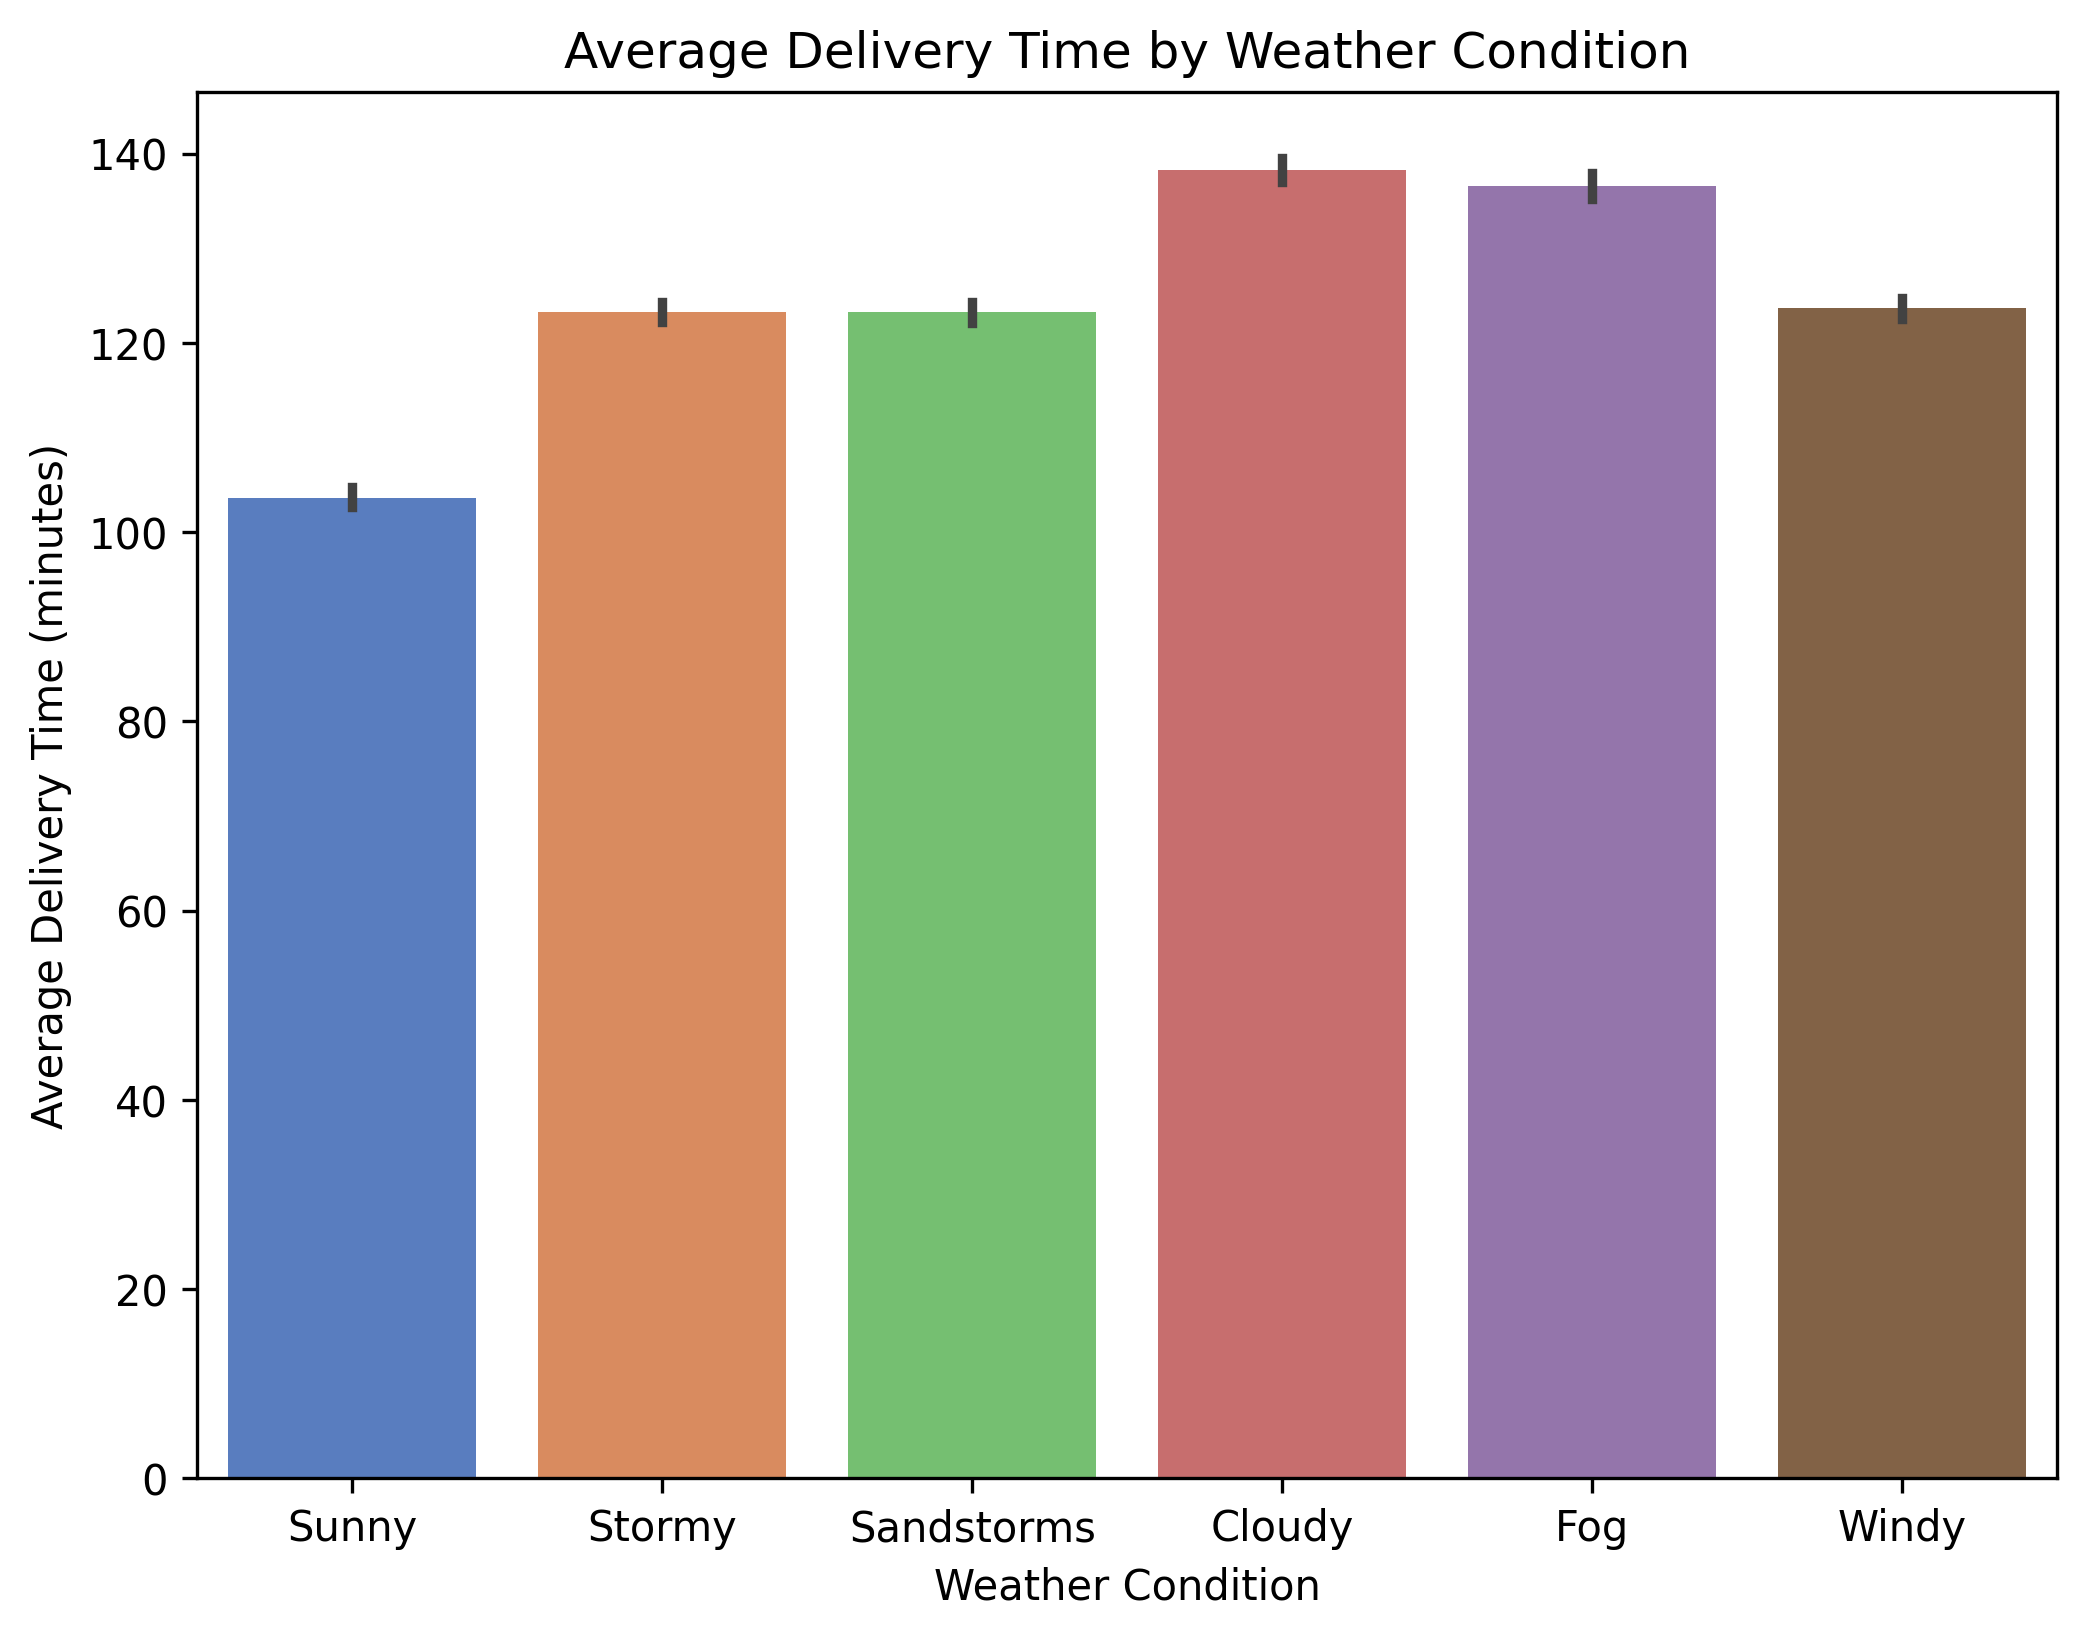 Average Delivery Time by Weather Condition
Average Delivery Time (minutes)
140
120
100
80
60
40
20
0
Sunny Stormy Sandstorms Cloudy Fog Windy
Weather Condition